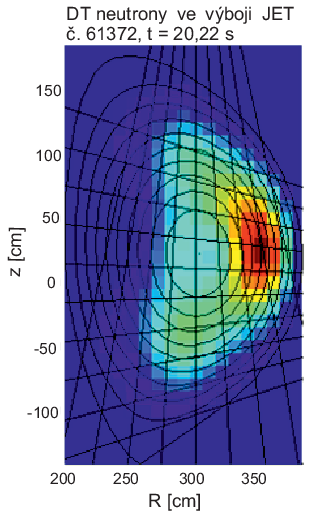 DT neutrony ve výboji JET
č. 61372, t = 20,22 s
150
100
50
0
-50
-100
z [cm]
200 250 300 350
R [cm]